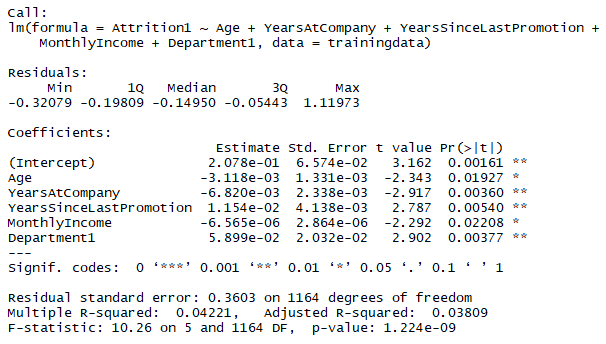 Call:
lm(formula = Attrition1 ~ Age + YearsAtCompany + YearsSinceLastPromotion +
    MonthlyIncome + Department1, data = trainingdata)
Residuals:
     Min       1Q   Median       3Q      Max
-0.32079 -0.19809 -0.14950 -0.05443  1.11973
Coefficients:
                          Estimate Std. Error t value Pr(>|t|)
(Intercept)              2.078e-01  6.574e-02   3.162  0.00161 **
Age                     -3.118e-03  1.331e-03  -2.343  0.01927 *
YearsAtCompany          -6.820e-03  2.338e-03  -2.917  0.00360 **
YearsSinceLastPromotion  1.154e-02  4.138e-03   2.787  0.00540 **
MonthlyIncome           -6.565e-06  2.864e-06  -2.292  0.02208 *
Department1              5.899e-02  2.032e-02   2.902  0.00377 **
---
Signif. codes:  0 ‘***’ 0.001 ‘**’ 0.01 ‘*’ 0.05 ‘.’ 0.1 ‘ ’ 1
Residual standard error: 0.3603 on 1164 degrees of freedom
Multiple R-squared:  0.04221,   Adjusted R-squared:  0.03809
F-statistic: 10.26 on 5 and 1164 DF,  p-value: 1.224e-09